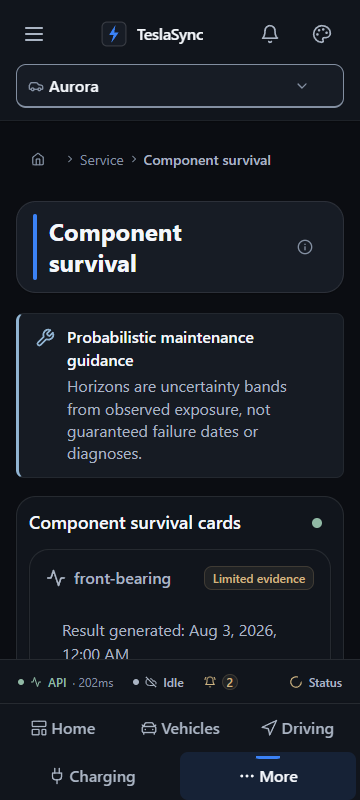 TeslaSync
Aurora
Service
Component survival
Component
survival
Probabilistic maintenance
guidance
Horizons are uncertainty bands
from observed exposure, not
guaranteed failure dates or
diagnoses.
Component survival cards
front-bearing
Limited evidence
Result generated: Aug 3, 2026,
12:00 AM
API · 202ms
Idle
2
Status
Home
Vehicles
Driving
Charging
More